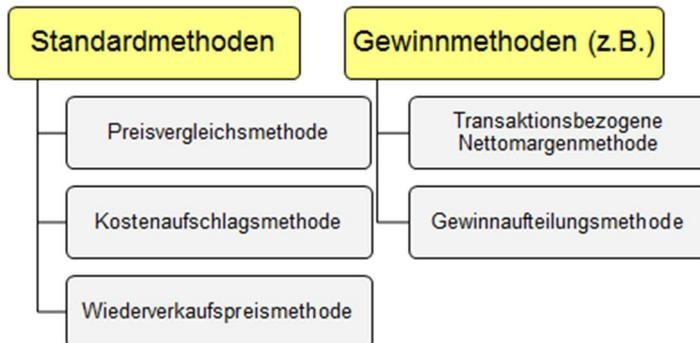 Standardmethoden
Preisvergleichsmethode
Kostenaufschlagsmethode
Wiederverkaufspreismethode
Gewinnmethoden (z.B.)
Transaktionsbezogene
Nettomargenmethode
Gewinnaufteilungsmethode